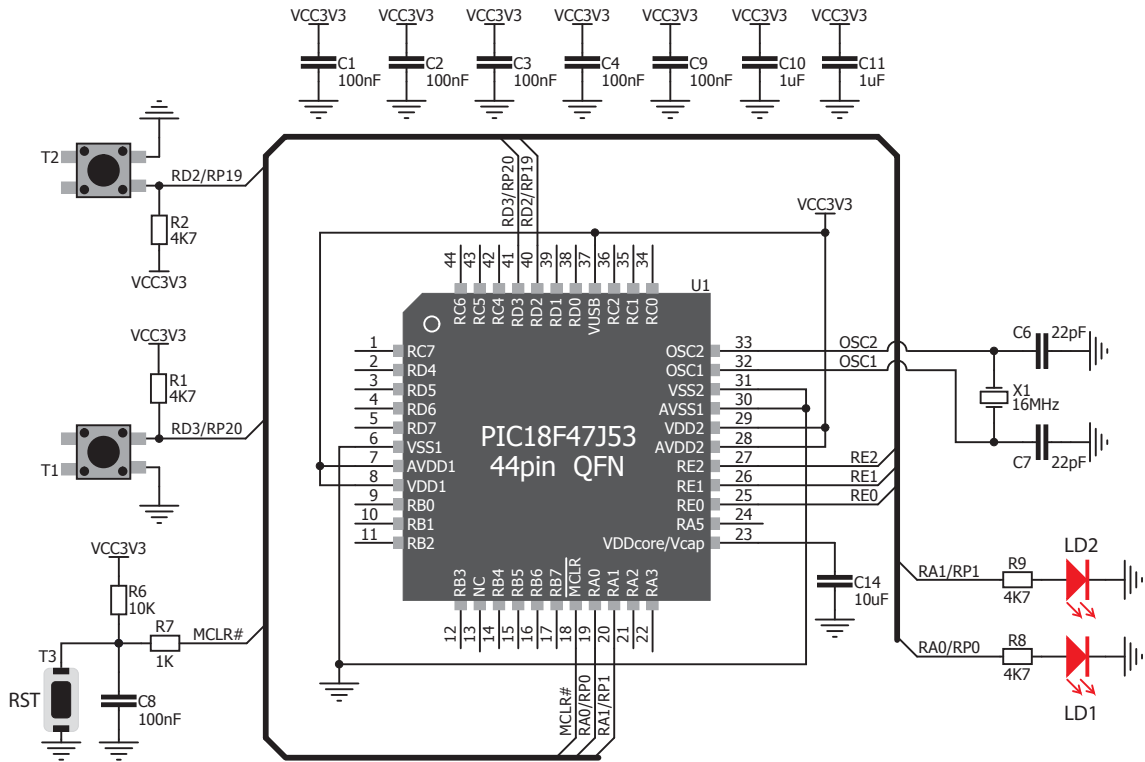 VCC3V3 VCC3V3 VCC3V3 VCC3V3 VCC3V3 VCC3V3 VCC3V3
C1 C2 C3 C4 C9 C10 C11
100nF 100nF 100nF 100nF 100nF 1uF 1uF
T2
RD2/RP19
R2
4K7
VCC3V3
VCC3V3
R1
4K7
RD3/RP20
T1
VCC3V3
R6
10K
R7
1K
MCLR#
T3
RST
C8
100nF
RD3/RP20
RD2/RP19
VCC3V3
44 43 42 41 40 39 38 37 36 35 34
U1
RC6 RC5 RC4 RD3 RD2 RD1 RD0 VUSB RC2 RC1 RC0
1 RC7
2 RD4
3 RD5
4 RD6
5 RD7
6 VSS1
7 AVDD1
8 VDD1
9 RB0
10 RB1
11 RB2
PIC18F47J53
44pin QFN
OSC2 33 OSC2
OSC1 32 OSC1
VSS2 31
AVSS1 30
VDD2 29
AVDD2 28
RE2 27 RE2
RE1 26 RE1
RE0 25 RE0
RA5 24
VDDcore/Vcap 23
RB3 NC RB4 RB5 RB6 RB7 MCLR RA0 RA1 RA2 RA3
12 13 14 15 16 17 18 19 20 21 22
MCLR#
RA0/RP0
RA1/RP1
C14
10uF
C6 22pF
X1
16MHz
C7 22pF
LD2
RA1/RP1
R9
4K7
RA0/RP0
R8
4K7
LD1